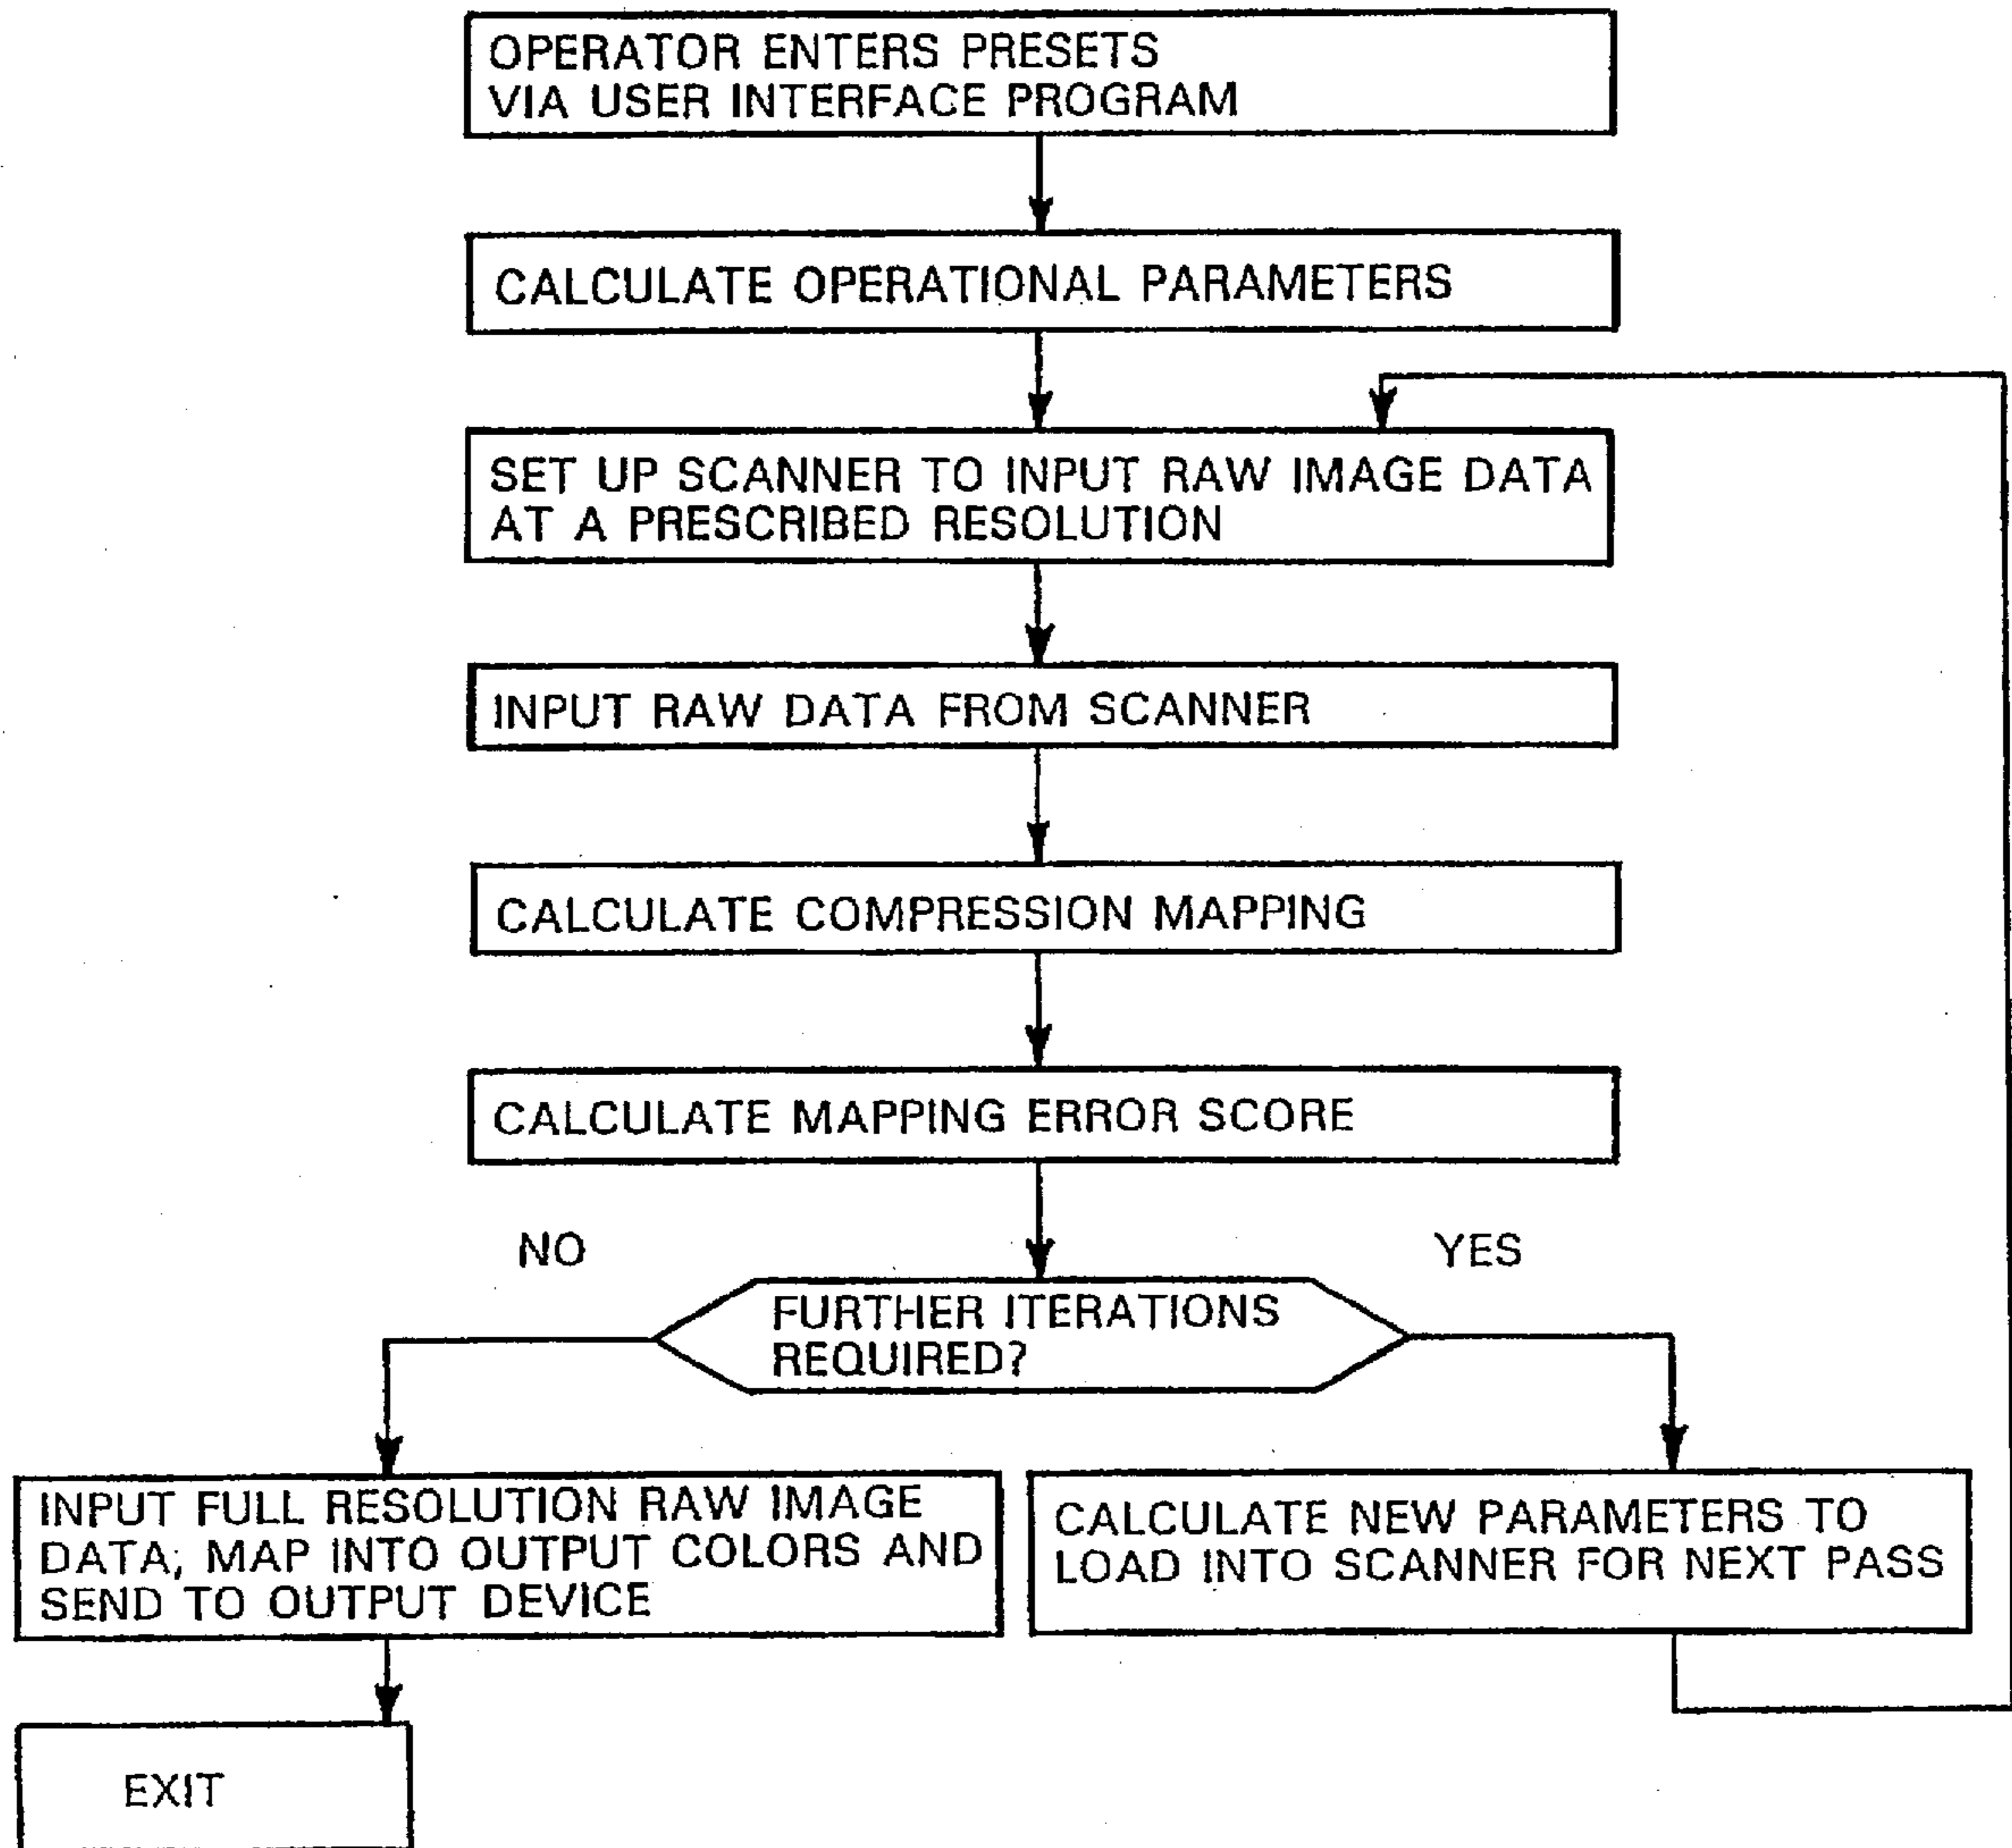 OPERATOR ENTERS PRESETS
VIA USER INTERFACE PROGRAM
CALCULATE OPERATIONAL PARAMETERS
SET UP SCANNER TO INPUT RAW IMAGE DATA
AT A PRESCRIBED RESOLUTION
INPUT RAW DATA FROM SCANNER
CALCULATE COMPRESSION MAPPING
CALCULATE MAPPING ERROR SCORE
NO
YES
FURTHER ITERATIONS
REQUIRED?
INPUT FULL RESOLUTION RAW IMAGE
DATA; MAP INTO OUTPUT COLORS AND
SEND TO OUTPUT DEVICE
CALCULATE NEW PARAMETERS TO
LOAD INTO SCANNER FOR NEXT PASS
EXIT